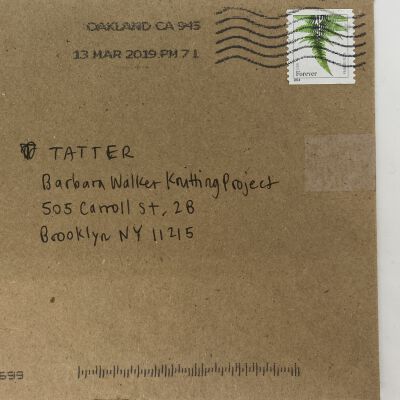 OAKLAND CA 945
13 MAR 2019 PM 7 L
Forever
TATTER
Barbara Walker Knitting Project
505 Carroll St, 2B
Brooklyn NY 11215
699